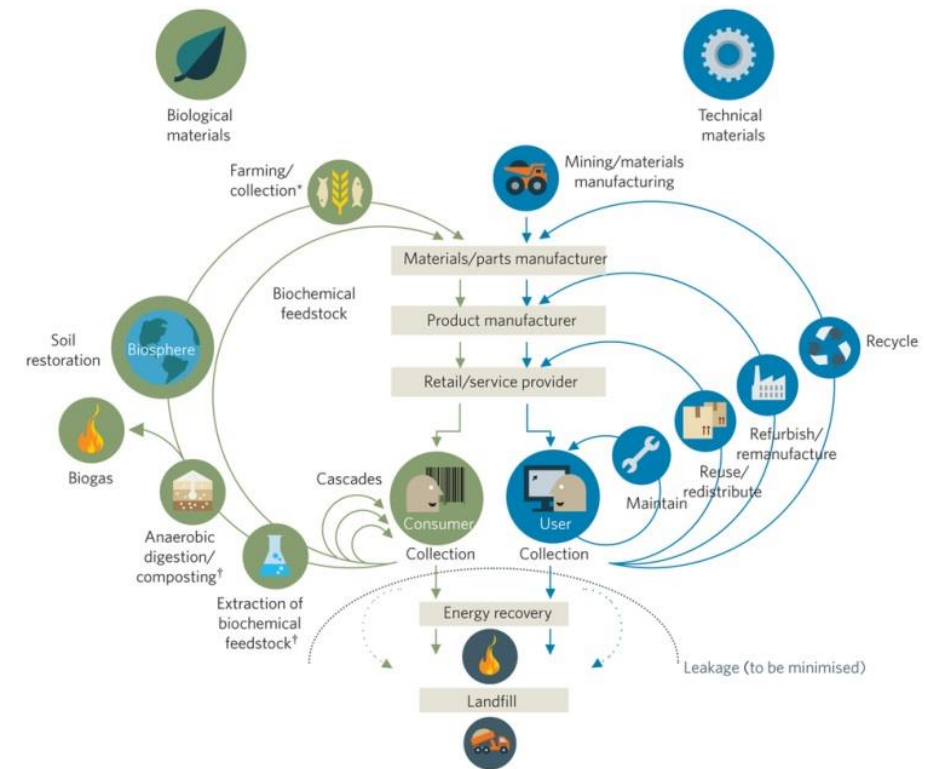 Biological
materials
Technical
materials
Farming/
collection*
Mining/materials
manufacturing
Materials/parts manufacturer
Biochemical
feedstock
Product manufacturer
Soil
restoration
Biosphere
Recycle
Retail/service provider
Refurbish/
remanufacture
Biogas
Cascades
Reuse/
redistribute
Maintain
Consumer
User
Anaerobic
digestion/
composting†
Collection
Collection
Extraction of
biochemical
feedstock†
Energy recovery
Leakage (to be minimised)
Landfill